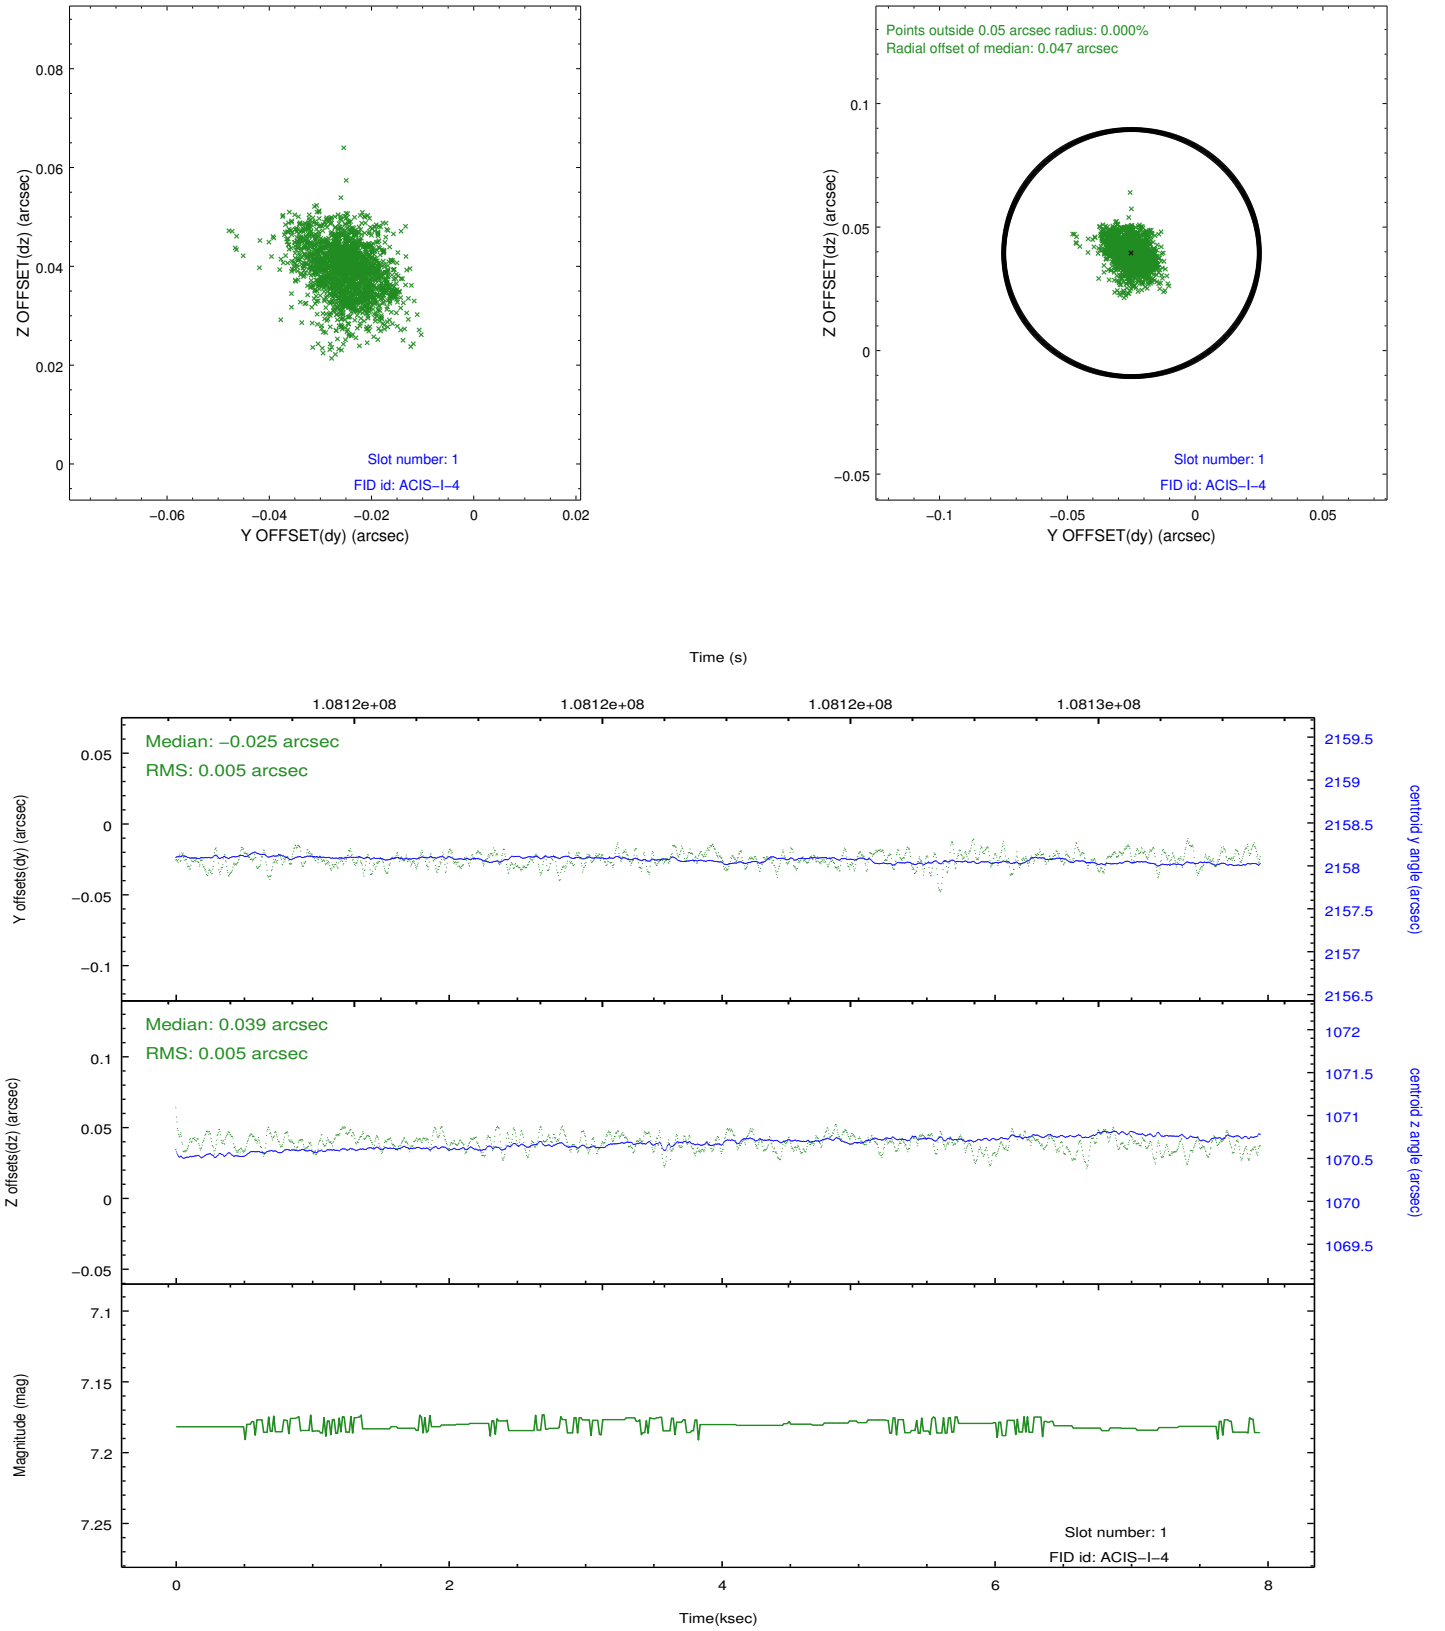 0.08
0.06
0.04
0.02
0
Z OFFSET(dz) (arcsec)
Slot number: 1
FID id: ACIS−I−4
−0.06
−0.04
−0.02
0
0.02
Y OFFSET(dy) (arcsec)
Points outside 0.05 arcsec radius: 0.000%
Radial offset of median: 0.047 arcsec
0.1
0.05
0
−0.05
Z OFFSET(dz) (arcsec)
Slot number: 1
FID id: ACIS−I−4
−0.1
−0.05
0
0.05
Y OFFSET(dy) (arcsec)
Time (s)
1.0812e+08
1.0812e+08
1.0812e+08
1.0813e+08
Median: −0.025 arcsec
RMS: 0.005 arcsec
0.05
0
−0.05
−0.1
Y offsets(dy) (arcsec)
2159.5
2159
2158.5
2158
2157.5
2157
2156.5
centroid y angle (arcsec)
Median: 0.039 arcsec
RMS: 0.005 arcsec
0.1
0.05
0
−0.05
Z offsets(dz) (arcsec)
1072
1071.5
1071
1070.5
1070
1069.5
centroid z angle (arcsec)
7.1
7.15
7.2
7.25
Magnitude (mag)
Slot number: 1
FID id: ACIS−I−4
0
2
4
6
8
Time(ksec)